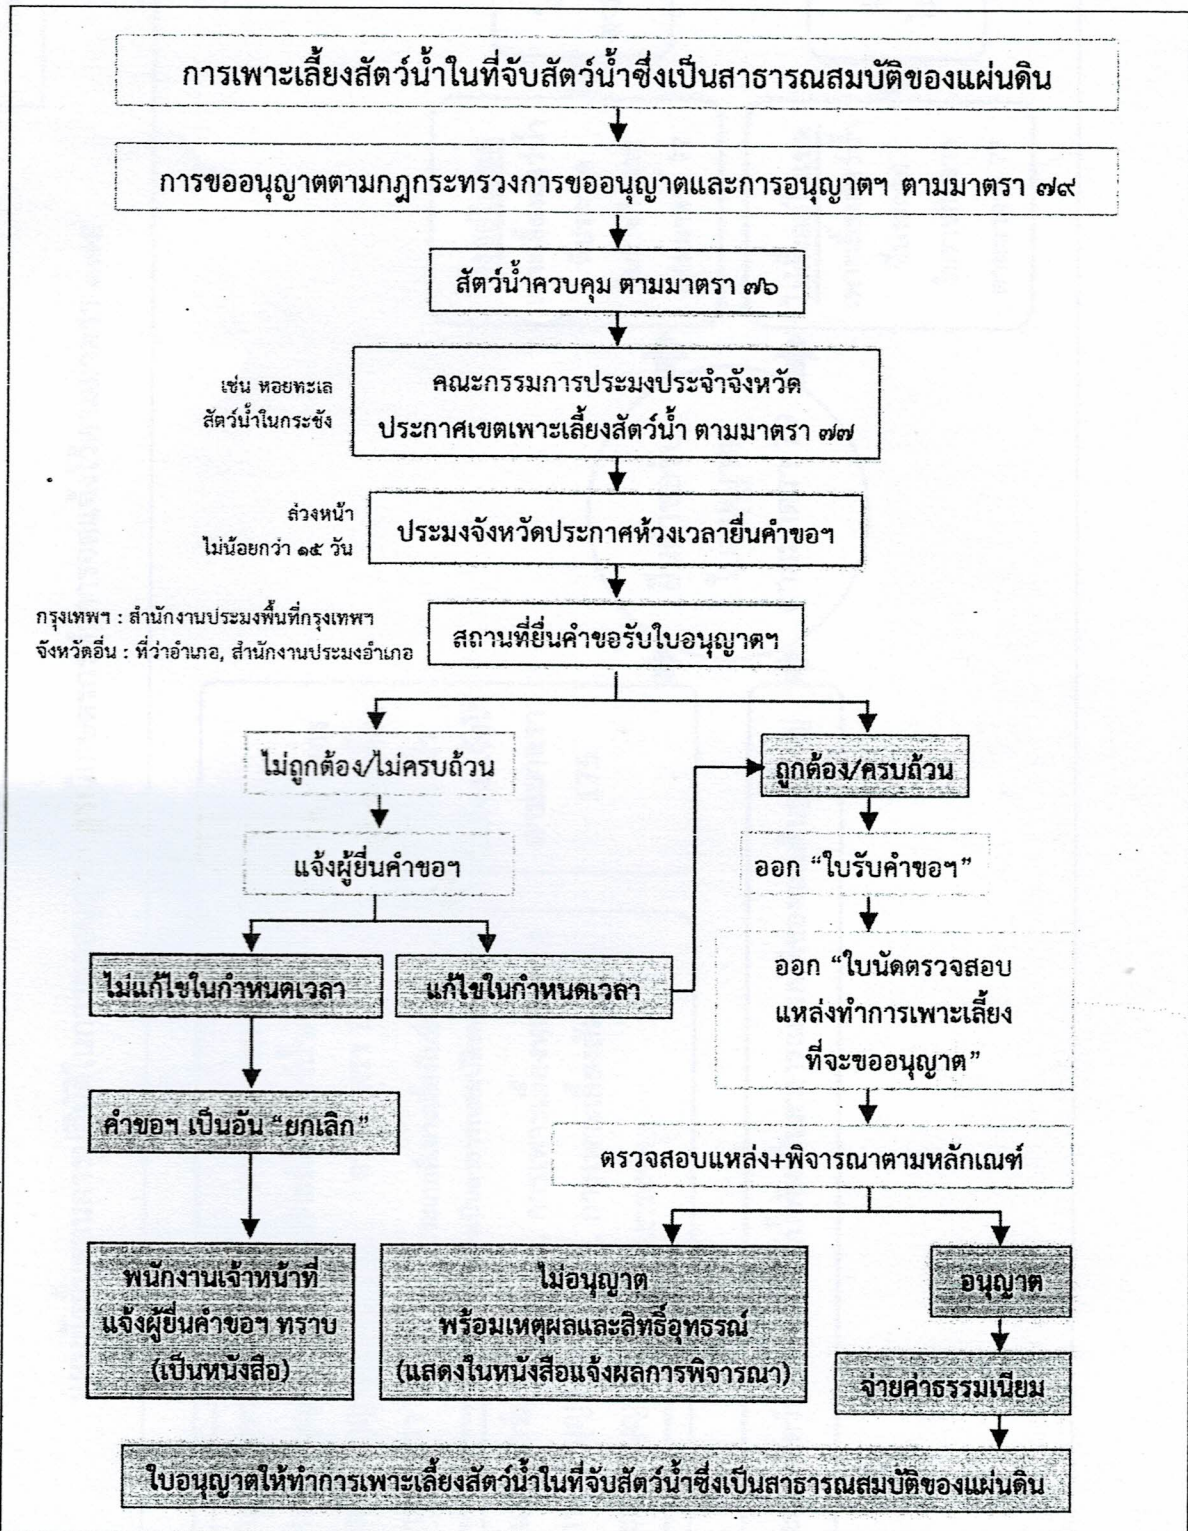 การเพาะเลี้ยงสัตว์น้ำในที่จับสัตว์น้ำซึ่งเป็นสาธารณสมบัติของแผ่นดิน
การขออนุญาตตามกฎกระทรวงการขออนุญาตและการอนุญาตฯ ตามมาตรา ๗๙
สัตว์น้ำควบคุม ตามมาตรา ๗๖
เช่น หอยทะเล
สัตว์น้ำในกระชัง
คณะกรรมการประมงประจำจังหวัด
ประกาศเขตเพาะเลี้ยงสัตว์น้ำ ตามมาตรา ๗๗
ล่วงหน้า
ไม่น้อยกว่า ๑๕ วัน
ประมงจังหวัดประกาศห้วงเวลายื่นคำขอฯ
กรุงเทพฯ : สำนักงานประมงพื้นที่กรุงเทพฯ
จังหวัดอื่น : ที่ว่าอำเภอ, สำนักงานประมงอำเภอ
สถานที่ยื่นคำขอรับใบอนุญาตฯ
ไม่ถูกต้อง/ไม่ครบถ้วน
ถูกต้อง/ครบถ้วน
แจ้งผู้ยื่นคำขอฯ
ออก “ใบรับคำขอฯ”
ไม่แก้ไขในกำหนดเวลา
แก้ไขในกำหนดเวลา
ออก “ใบนัดตรวจสอบ
แหล่งทำการเพาะเลี้ยง
ที่จะขออนุญาต”
คำขอฯ เป็นอัน “ยกเลิก”
ตรวจสอบแหล่ง+พิจารณาตามหลักเณฑ์
พนักงานเจ้าหน้าที่
แจ้งผู้ยื่นคำขอฯ ทราบ
(เป็นหนังสือ)
ไม่อนุญาต
พร้อมเหตุผลและสิทธิ์อุทธรณ์
(แสดงในหนังสือแจ้งผลการพิจารณา)
อนุญาต
จ่ายค่าธรรมเนียม
ใบอนุญาตให้ทำการเพาะเลี้ยงสัตว์น้ำในที่จับสัตว์น้ำซึ่งเป็นสาธารณสมบัติของแผ่นดิน